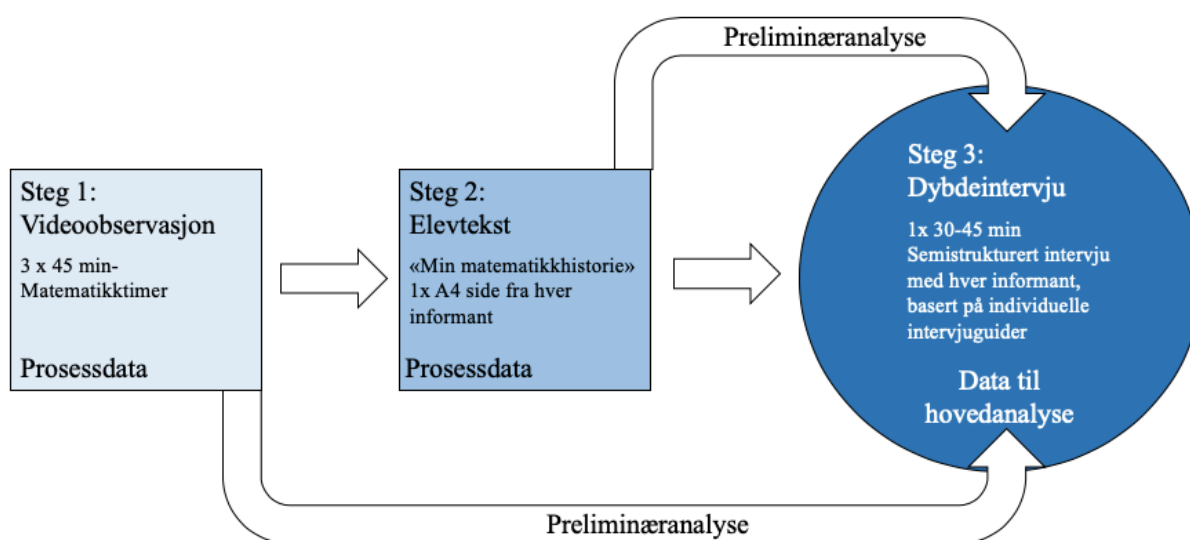 Preliminæranalyse
Steg 1:
Videoobservasjon
3 x 45 min-
Matematikktimer
Prosessdata
Steg 2:
Elevtekst
«Min matematikkhistorie»
1x A4 side fra hver
informant
Prosessdata
Steg 3:
Dybdeintervju
1x 30-45 min
Semistrukturert intervju
med hver informant,
basert på individuelle
intervjuguider
Data til
hovedanalyse
Preliminæranalyse